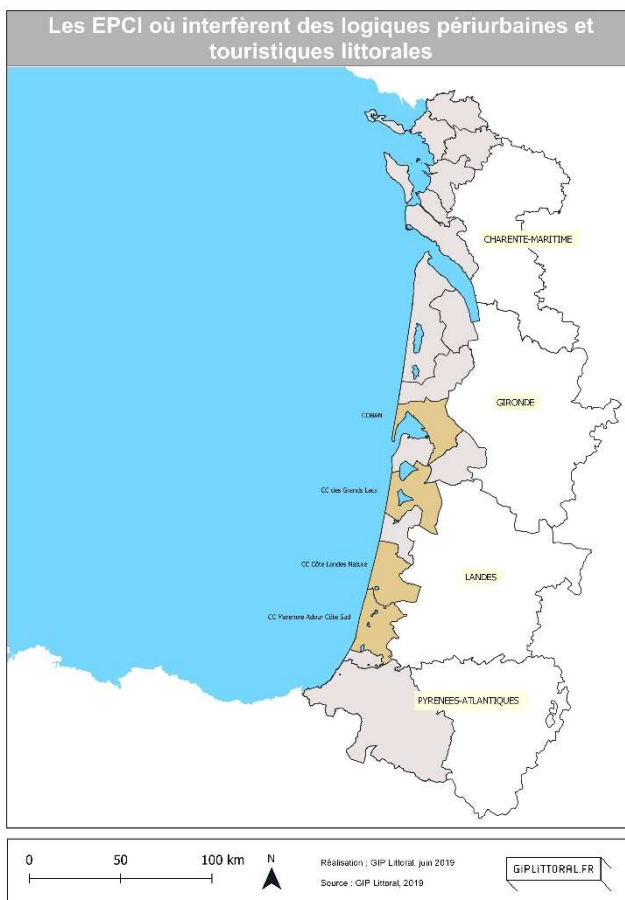 Les EPCI où interfèrent des logiques périurbaines et
touristiques littorales
CHARENTE-MARITIME
GIRONDE
COBAN
CC des Grands Lacs
CC Côte Landes Nature
LANDES
CC Maremne Adour Côte Sud
PYRENEES-ATLANTIQUES
0 50 100 km
N
Réalisation : GIP Littoral, juin 2019
Source : GIP Littoral, 2019
GIPLITTORAL.FR